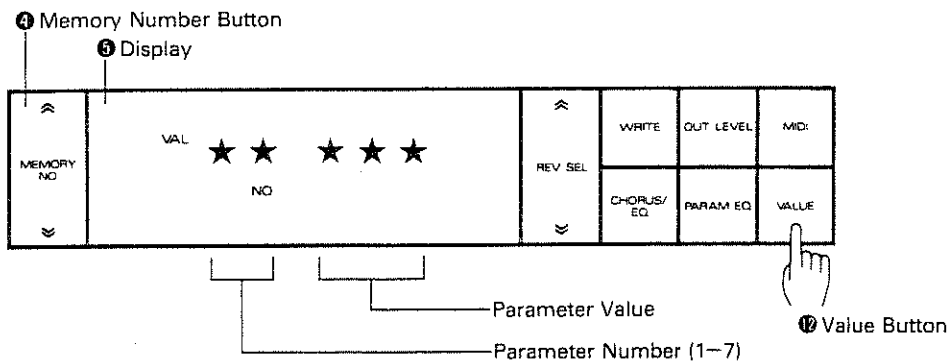 ❹ Memory Number Button
❺ Display
MEMORY
NO
VAL
★ ★ ★ ★ ★
NO
REV SEL
WRITE
OUT LEVEL
MIDI
CHORUS/
EQ
PARAM EQ
VALUE
Parameter Value
⓬ Value Button
Parameter Number (1–7)